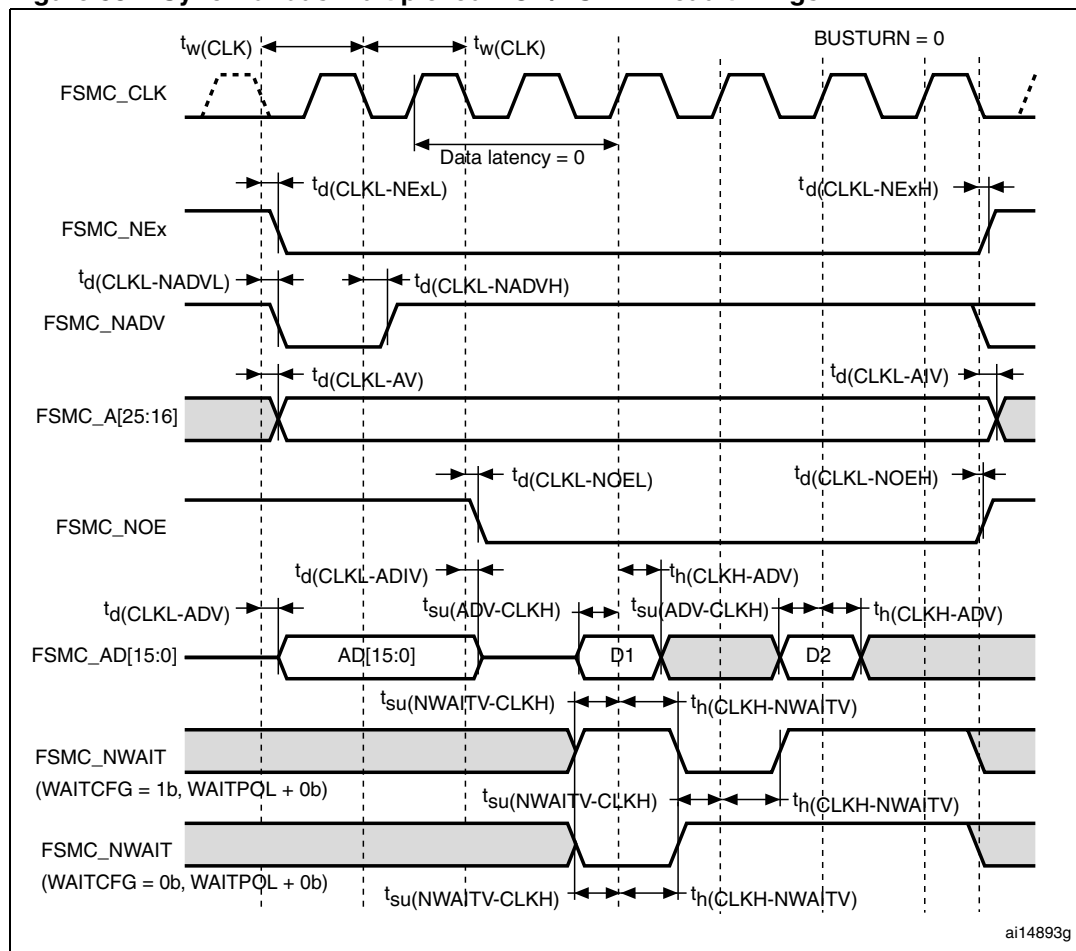 tw(CLK) tw(CLK) BUSTURN = 0
FSMC_CLK
Data latency = 0
td(CLKL-NExL) td(CLKL-NExH)
FSMC_NEx
td(CLKL-NADVL) td(CLKL-NADVH)
FSMC_NADV
td(CLKL-AV) td(CLKL-AIV)
FSMC_A[25:16]
td(CLKL-NOEL) td(CLKL-NOEH)
FSMC_NOE
td(CLKL-ADIV) th(CLKH-ADV)
td(CLKL-ADV) tsu(ADV-CLKH) tsu(ADV-CLKH) th(CLKH-ADV)
FSMC_AD[15:0] AD[15:0] D1 D2
tsu(NWAITV-CLKH) th(CLKH-NWAITV)
FSMC_NWAIT
(WAITCFG = 1b, WAITPOL + 0b)
tsu(NWAITV-CLKH) th(CLKH-NWAITV)
FSMC_NWAIT
(WAITCFG = 0b, WAITPOL + 0b)
tsu(NWAITV-CLKH) th(CLKH-NWAITV)
ai14893g